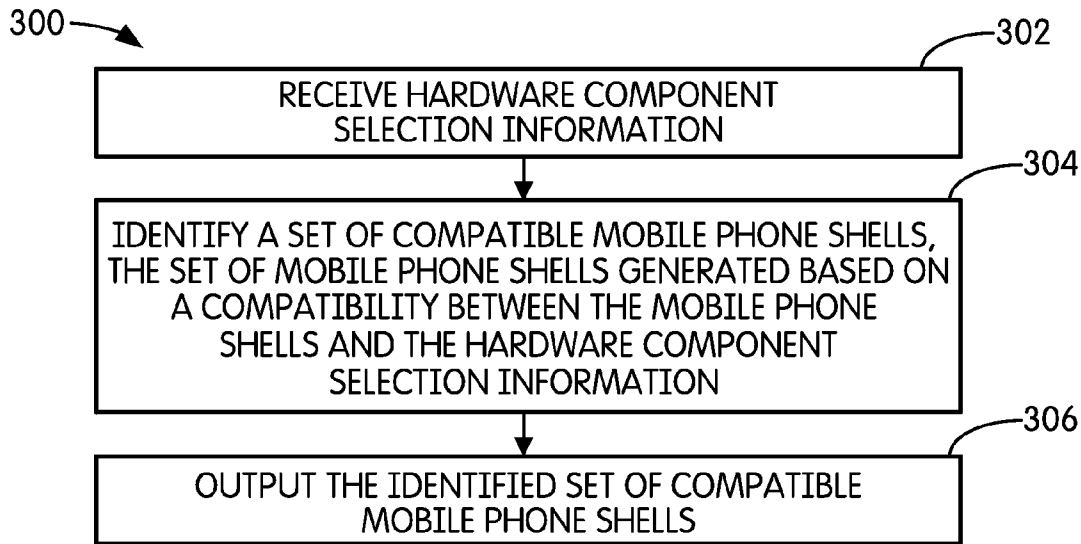 300
302
RECEIVE HARDWARE COMPONENT
SELECTION INFORMATION
304
IDENTIFY A SET OF COMPATIBLE MOBILE PHONE SHELLS,
THE SET OF MOBILE PHONE SHELLS GENERATED BASED ON
A COMPATIBILITY BETWEEN THE MOBILE PHONE
SHELLS AND THE HARDWARE COMPONENT
SELECTION INFORMATION
306
OUTPUT THE IDENTIFIED SET OF COMPATIBLE
MOBILE PHONE SHELLS